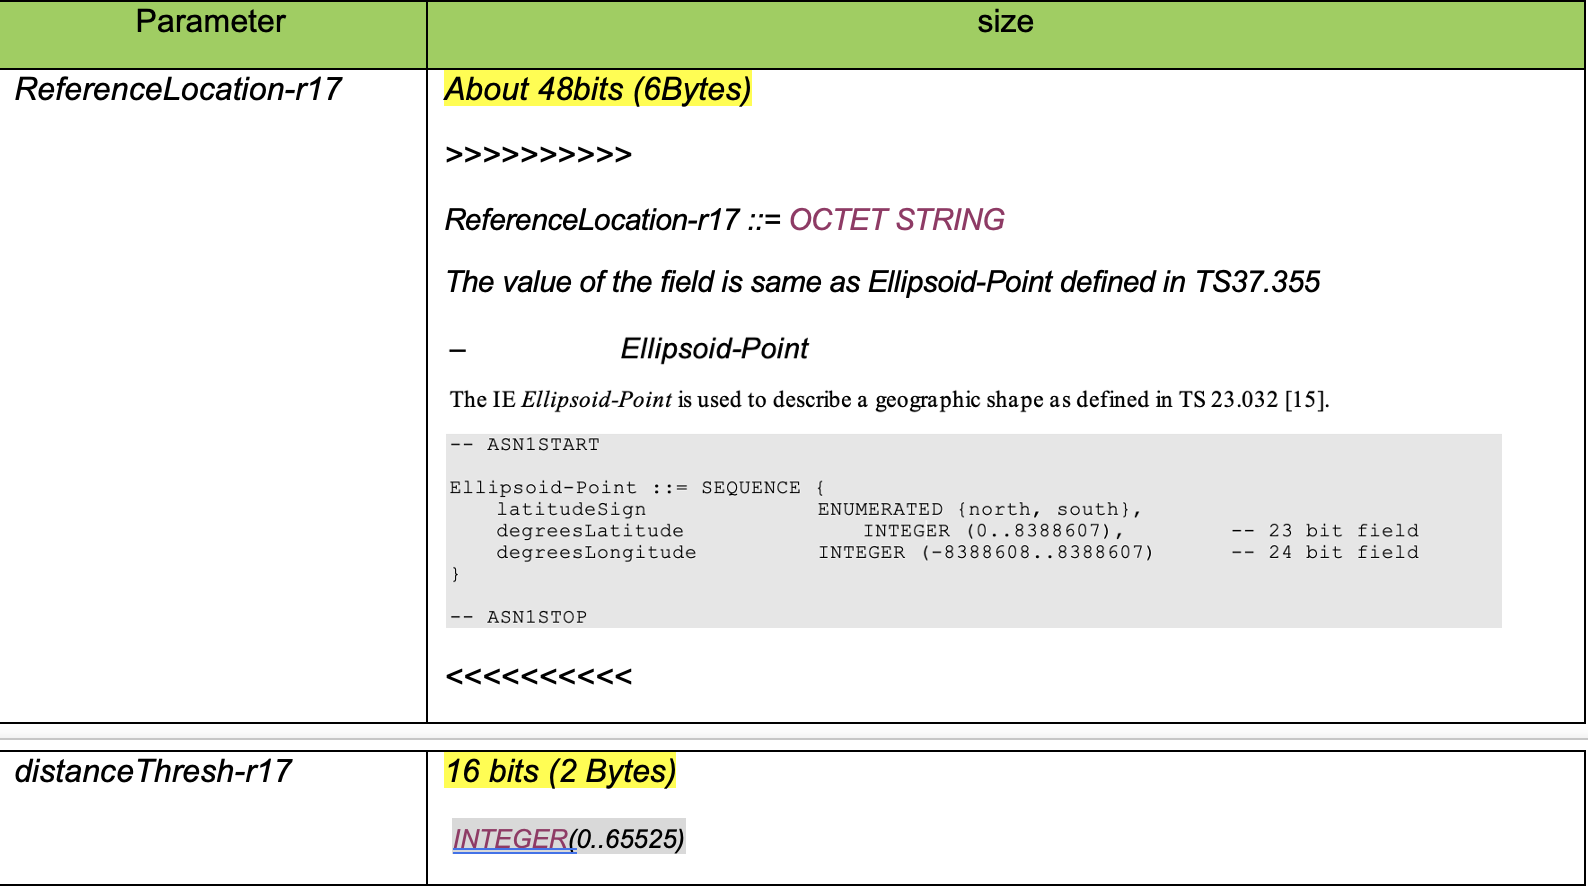 Parameter
size
ReferenceLocation-r17
About 48bits (6Bytes)
>>>>>>>>>>
ReferenceLocation-r17 ::= OCTET STRING
The value of the field is same as Ellipsoid-Point defined in TS37.355
– Ellipsoid-Point
The IE Ellipsoid-Point is used to describe a geographic shape as defined in TS 23.032 [15].
-- ASN1START
Ellipsoid-Point ::= SEQUENCE {
latitudeSign ENUMERATED {north, south},
degreesLatitude INTEGER (0..8388607), -- 23 bit field
degreesLongitude INTEGER (-8388608..8388607) -- 24 bit field
}
-- ASN1STOP
<<<<<<<<<<
distanceThresh-r17
16 bits (2 Bytes)
INTEGER(0..65525)